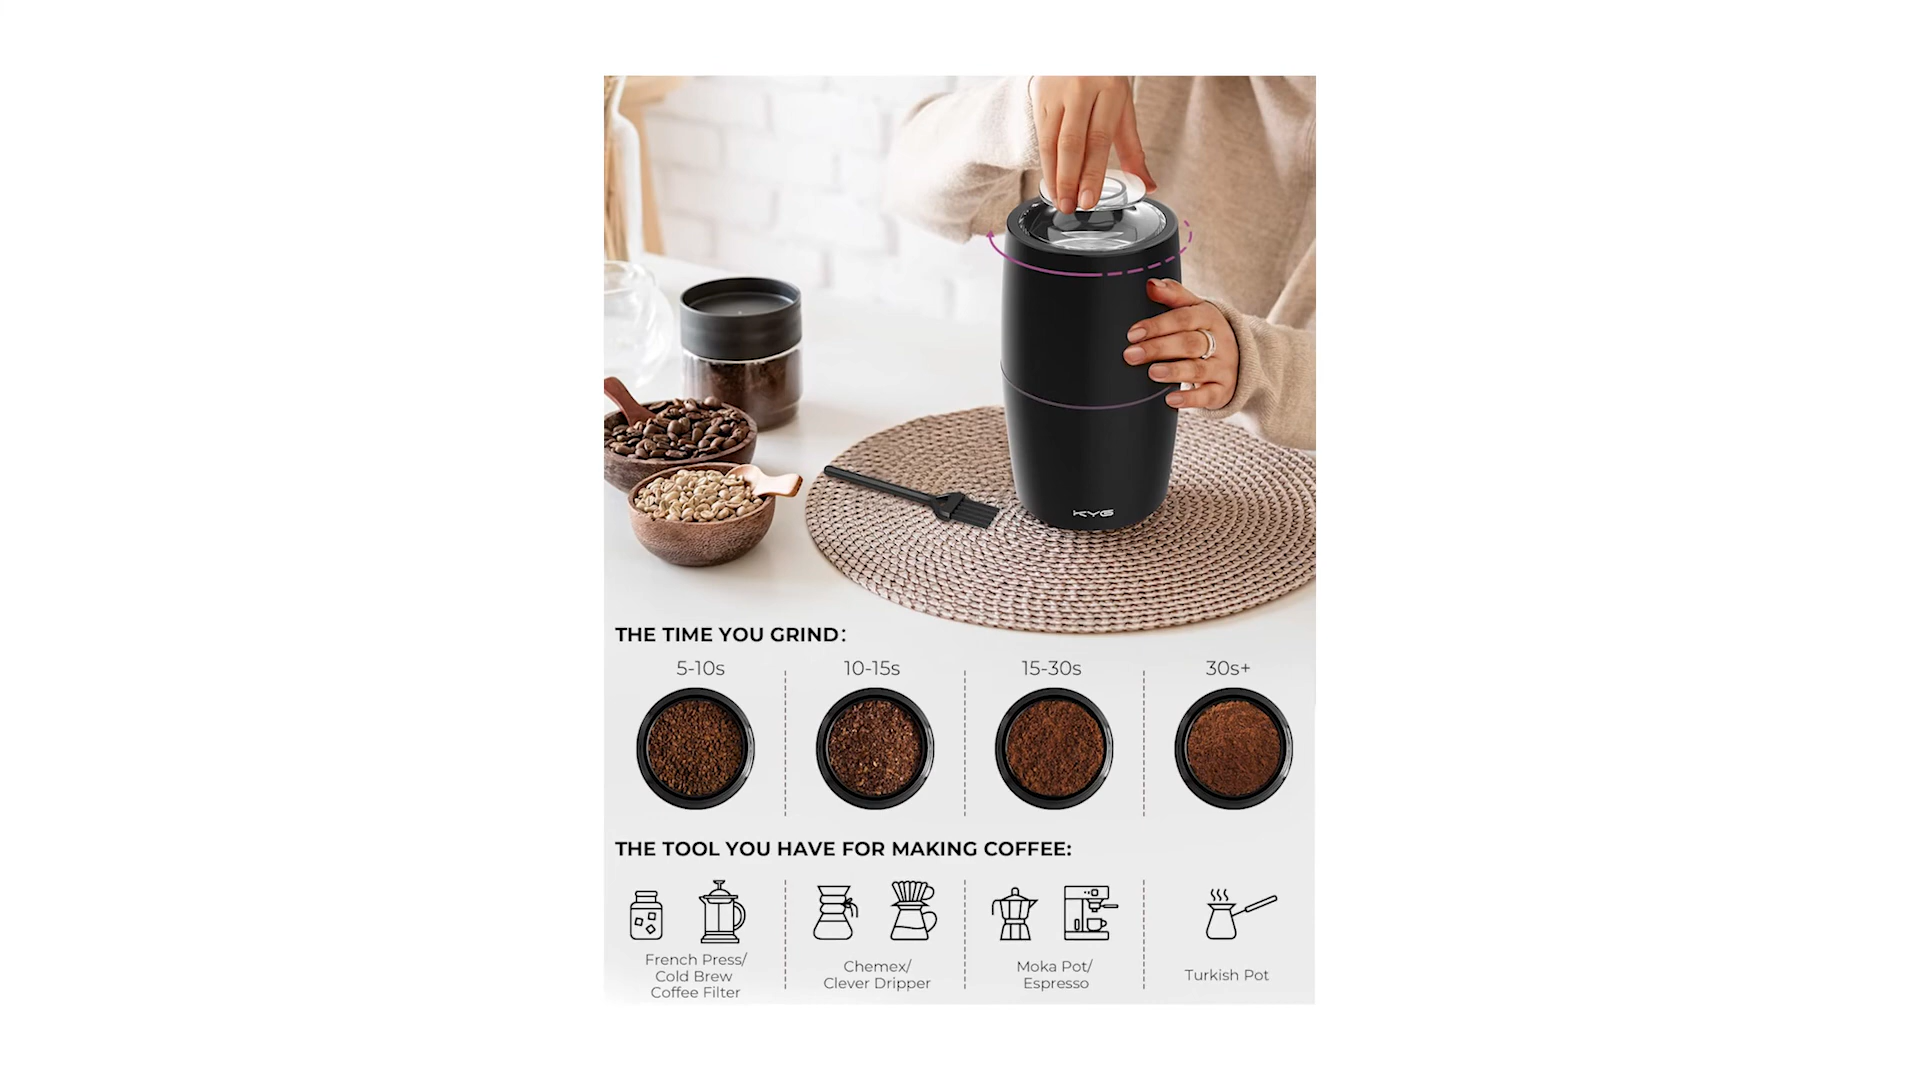 KYG
THE TIME YOU GRIND:
5-10s
10-15s
15-30s
30s+
THE TOOL YOU HAVE FOR MAKING COFFEE:
French Press/
Cold Brew
Coffee Filter
Chemex/
Clever Dripper
Moka Pot/
Espresso
Turkish Pot